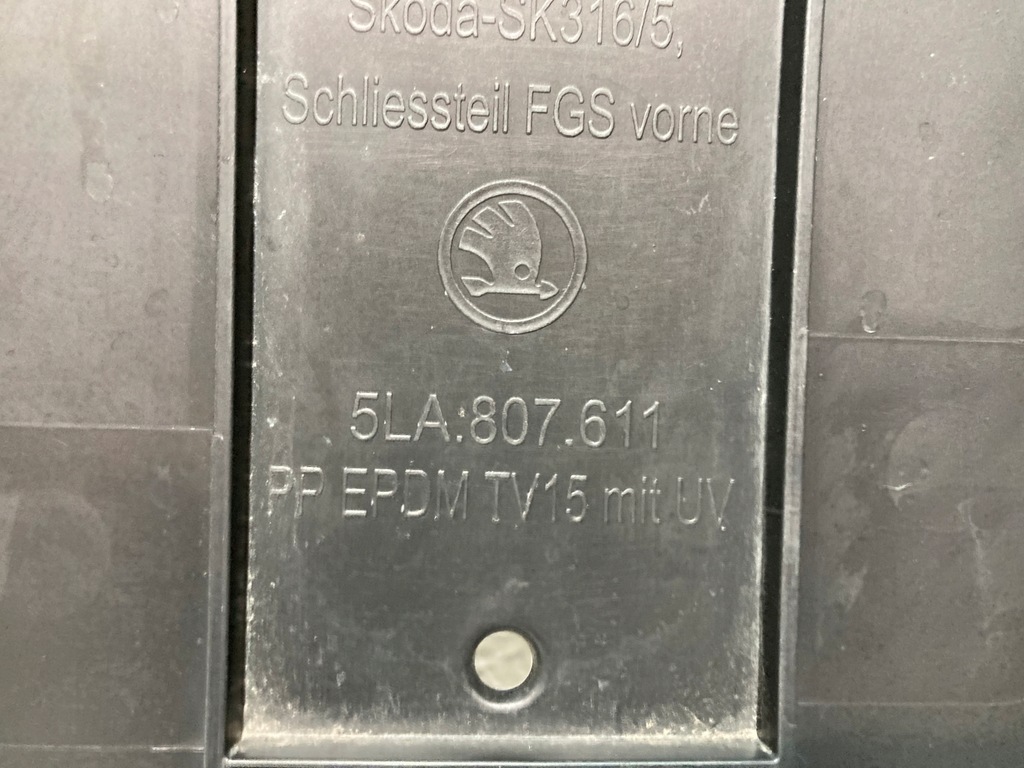 Skoda-SK316/5,
Schliessteil FGS vorne
5LA.807.611
PP EPDM TV15 mit UV